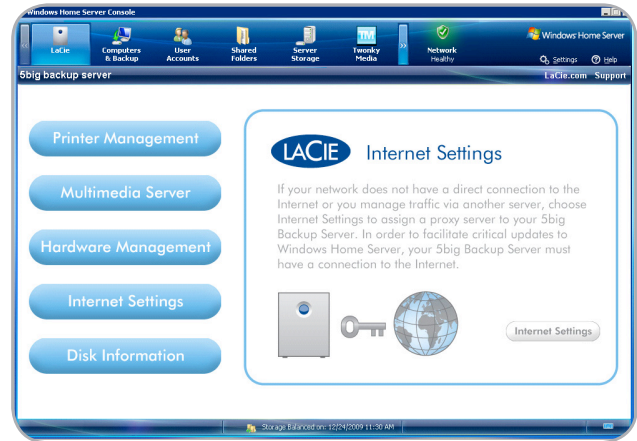 Windows Home Server Console
LaCie
Computers
& Backup
User
Accounts
Shared
Folders
Server
Storage
TM
Twonky
Media
Network
Healthy
Windows Home Server
Settings
Help
5big backup server
LaCie.com Support
Printer Management
Multimedia Server
Hardware Management
Internet Settings
Disk Information
LACIE Internet Settings
If your network does not have a direct connection to the
Internet or you manage traffic via another server, choose
Internet Settings to assign a proxy server to your 5big
Backup Server. In order to facilitate critical updates to
Windows Home Server, your 5big Backup Server must
have a connection to the Internet.
Internet Settings
Storage Balanced on: 12/24/2009 11:30 AM